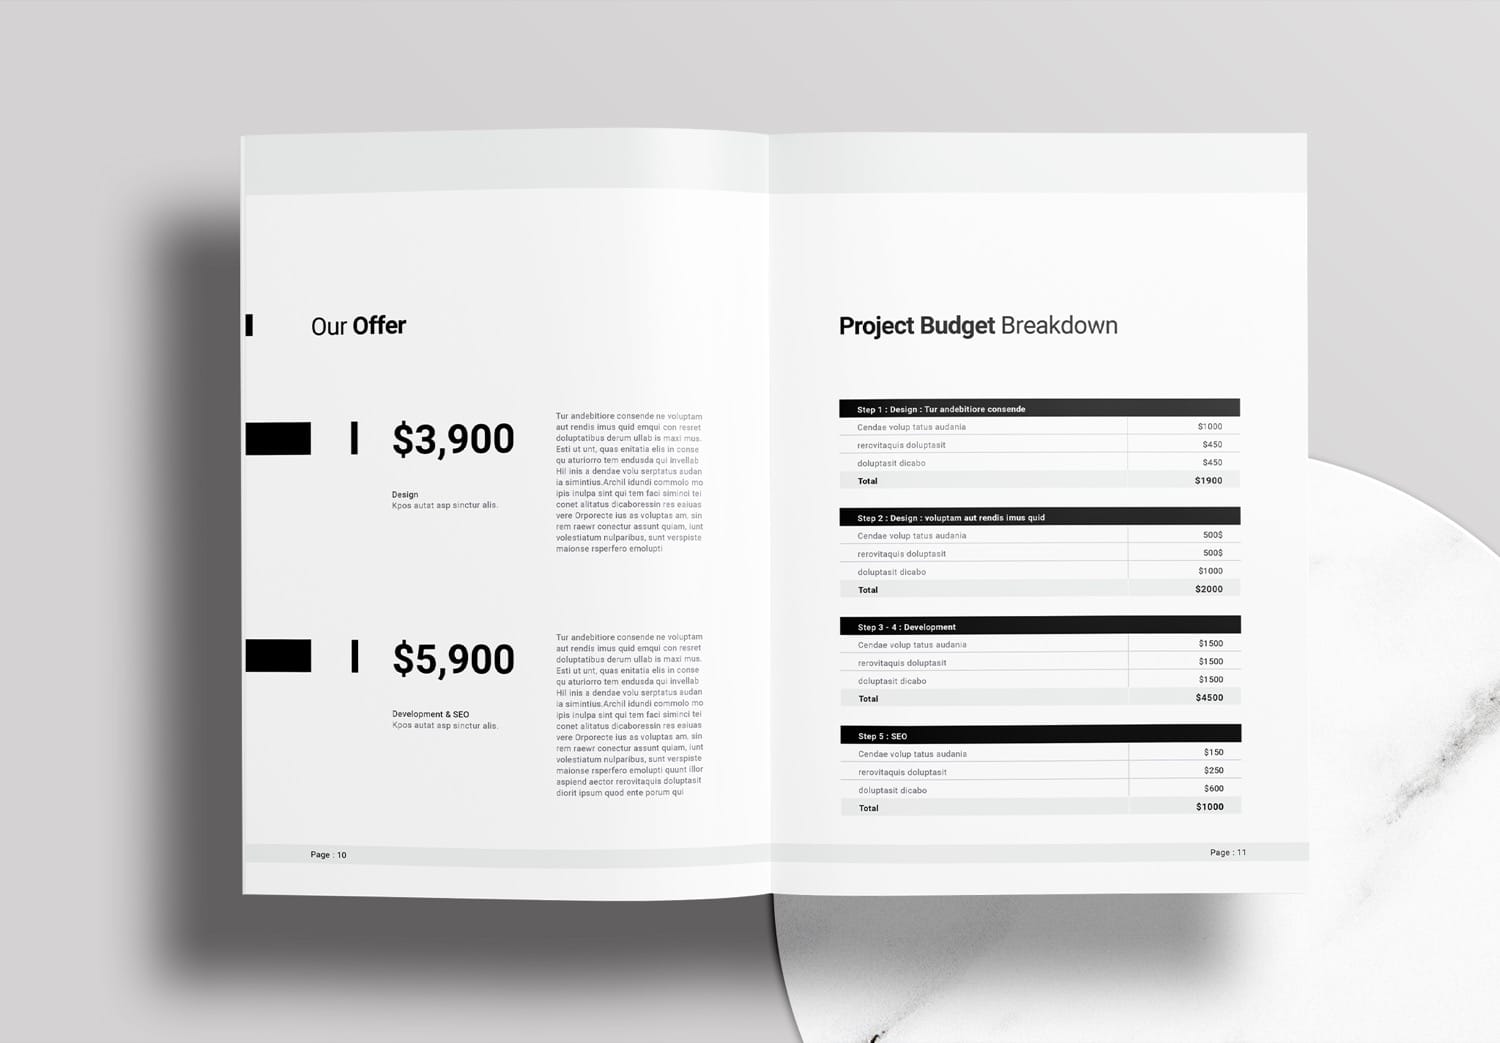 Our Offer
$3,900
Design
Kpos autat asp sinctur alis.
Tur andebitiore consende ne voluptam
aut rendis imus quid emqui con resret
doluptatibus derum ullab is maxi mus.
Esti ut unt, quas enitatia elis in conse
qu aturiorro tem endusda qui invellab
Hil inis a dendae volu serptatus audan
ia simintius.Archil idundi commolo mo
ipis inulpa sint qui tem faci siminci tei
conet alitatus dicaboressin res eaiuas
vere Orporecte ius as voluptas am, sin
rem raewr conectur assunt quiam, iunt
volestiatum nulparibus, sunt verspiste
maionse rsperfero emolupti
$5,900
Development & SEO
Kpos autat asp sinctur alis.
Tur andebitiore consende ne voluptam
aut rendis imus quid emqui con resret
doluptatibus derum ullab is maxi mus.
Esti ut unt, quas enitatia elis in conse
qu aturiorro tem endusda qui invellab
Hil inis a dendae volu serptatus audan
ia simintius.Archil idundi commolo mo
ipis inulpa sint qui tem faci siminci tei
conet alitatus dicaboressin res eaiuas
vere Orporecte ius as voluptas am, sin
rem raewr conectur assunt quiam, iunt
volestiatum nulparibus, sunt verspiste
maionse rsperfero emolupti quunt illor
aspiend aector rerovitaquis doluptasit
diorit ipsum quod ente porum qui
Page : 10
Project Budget Breakdown
Step 1 : Design : Tur andebitiore consende
Cendae volup tatus audania $1000
rerovitaquis doluptasit $450
doluptasit dicabo $450
Total $1900
Step 2 : Design : voluptam aut rendis imus quid
Cendae volup tatus audania 500$
rerovitaquis doluptasit 500$
doluptasit dicabo $1000
Total $2000
Step 3 - 4 : Development
Cendae volup tatus audania $1500
rerovitaquis doluptasit $1500
doluptasit dicabo $1500
Total $4500
Step 5 : SEO
Cendae volup tatus audania $150
rerovitaquis doluptasit $250
doluptasit dicabo $600
Total $1000
Page : 11